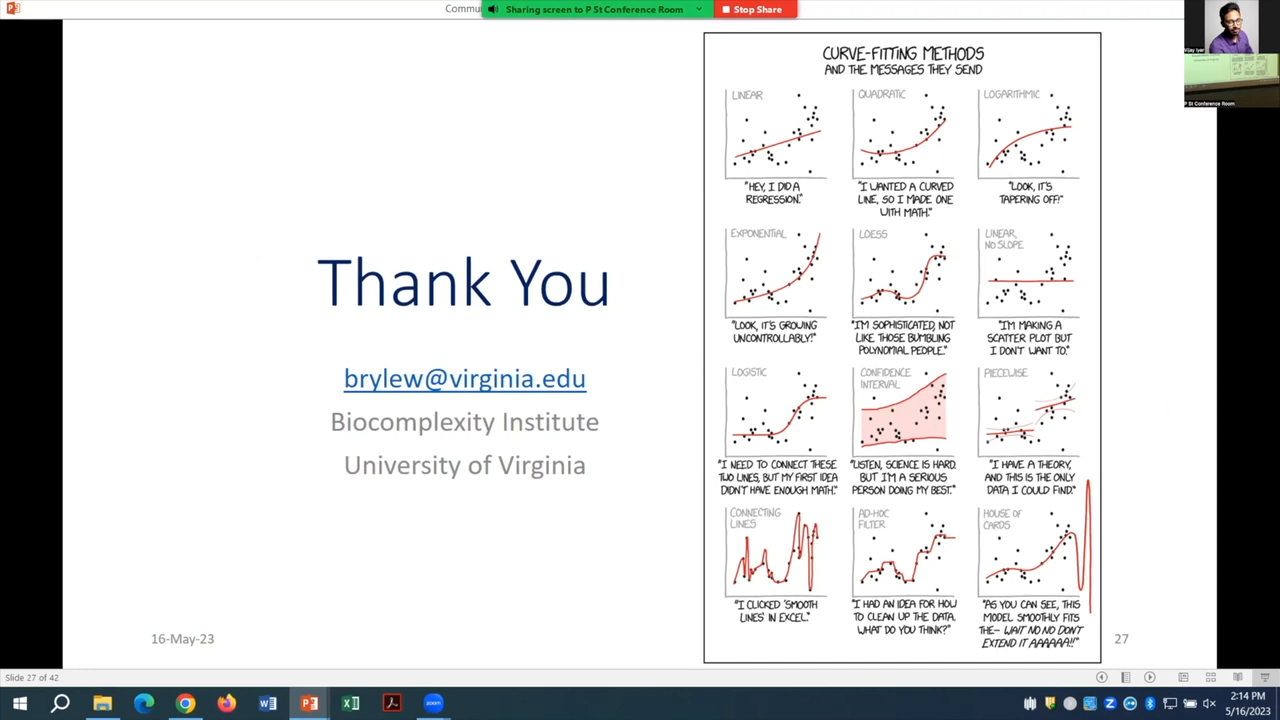 Commu
Sharing screen to P St Conference Room
Stop Share
Vijay Iyer
P St Conference Room
Thank You
brylew@virginia.edu
Biocomplexity Institute
University of Virginia
16-May-23
27
CURVE-FITTING METHODS
AND THE MESSAGES THEY SEND
LINEAR
"HEY, I DID A
REGRESSION."
QUADRATIC
"I WANTED A CURVED
LINE, SO I MADE ONE
WITH MATH."
LOGARITHMIC
"LOOK, IT'S
TAPERING OFF!"
EXPONENTIAL
"LOOK, IT'S GROWING
UNCONTROLLABLY!"
LOESS
"I'M SOPHISTICATED, NOT
LIKE THOSE BUMBLING
POLYNOMIAL PEOPLE."
LINEAR,
NO SLOPE
"I'M MAKING A
SCATTER PLOT BUT
I DON'T WANT TO."
LOGISTIC
"I NEED TO CONNECT THESE
TWO LINES, BUT MY FIRST IDEA
DIDN'T HAVE ENOUGH MATH."
CONFIDENCE
INTERVAL
"LISTEN, SCIENCE IS HARD.
BUT I'M A SERIOUS
PERSON DOING MY BEST."
PIECEWISE
"I HAVE A THEORY,
AND THIS IS THE ONLY
DATA I COULD FIND."
CONNECTING
LINES
"I CLICKED 'SMOOTH
LINES' IN EXCEL."
AD-HOC
FILTER
"I HAD AN IDEA FOR HOW
TO CLEAN UP THE DATA.
WHAT DO YOU THINK?"
HOUSE OF
CARDS
"AS YOU CAN SEE, THIS
MODEL SMOOTHLY FITS
THE- WAIT NO NO DON'T
EXTEND IT AAAAAA!!"
Slide 27 of 42
2:14 PM
5/16/2023